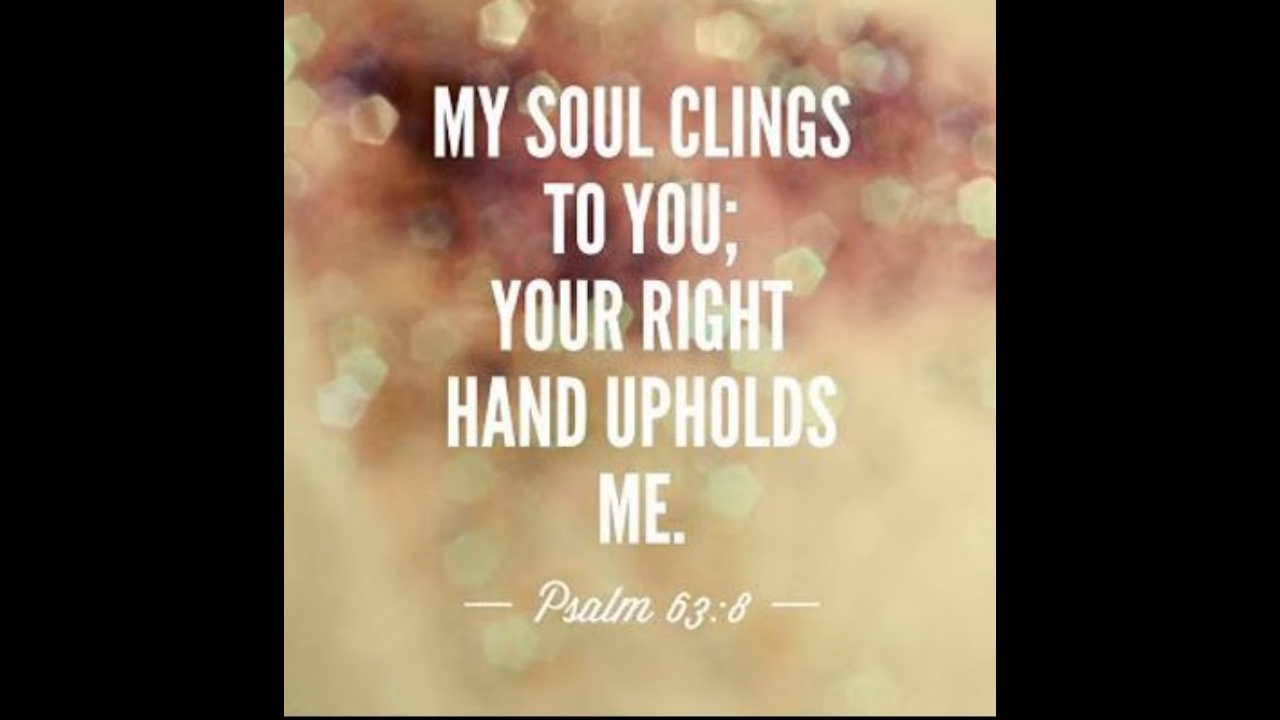 MY SOUL CLINGS
TO YOU;
YOUR RIGHT
HAND UPHOLDS
ME.
— Psalm 63:8 —